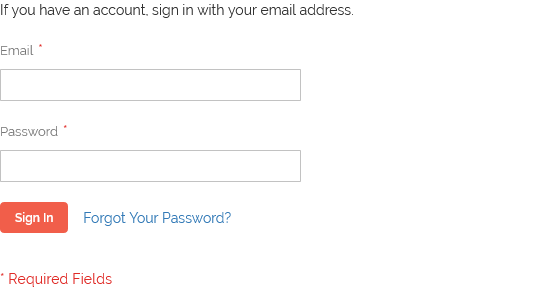 If you have an account, sign in with your email address.
Email *
Password *
Sign In Forgot Your Password?
* Required Fields